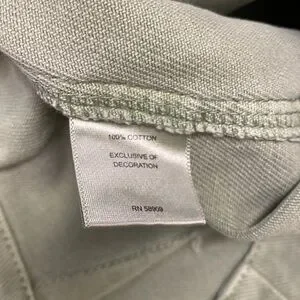 100% COTTON
EXCLUSIVE OF
DECORATION
RN 58909